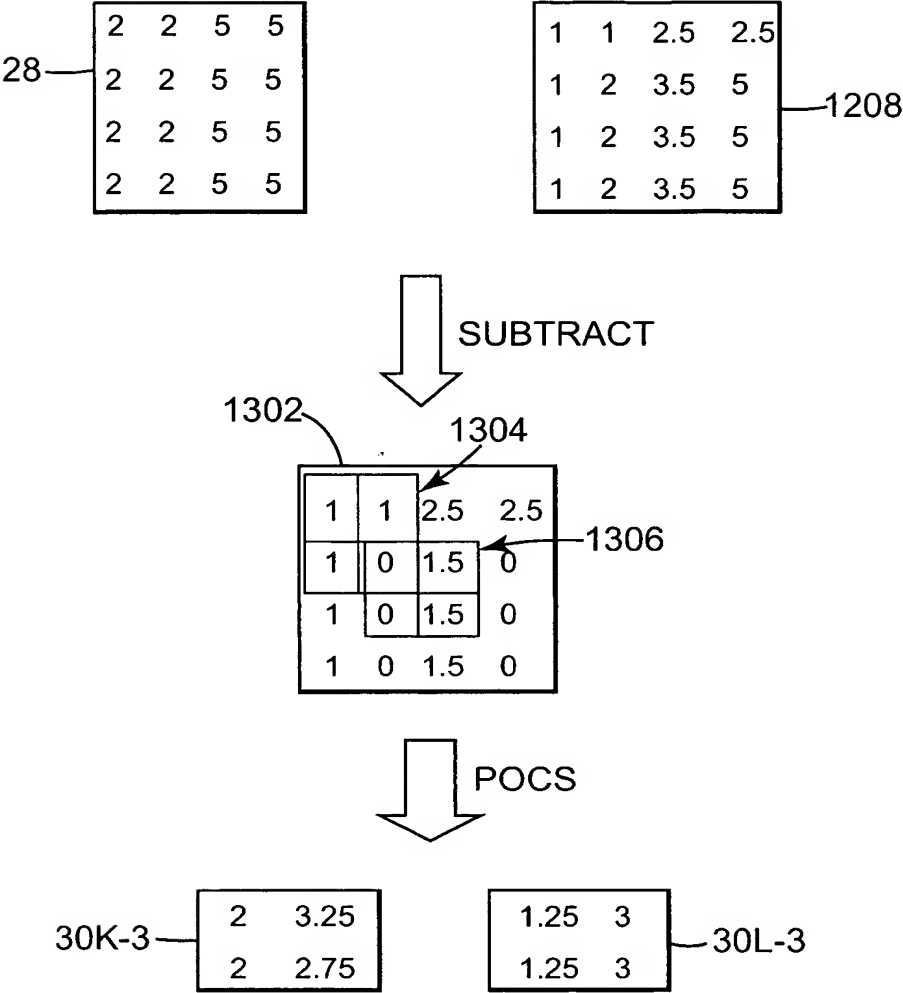 2 2 5 5
2 2 5 5
2 2 5 5
2 2 5 5
28
1 1 2.5 2.5
1 2 3.5 5
1 2 3.5 5
1 2 3.5 5
1208
SUBTRACT
1302
1304
1306
1 1 2.5 2.5
1 0 1.5 0
1 0 1.5 0
1 0 1.5 0
POCS
30K-3
2 3.25
2 2.75
1.25 3
1.25 3
30L-3